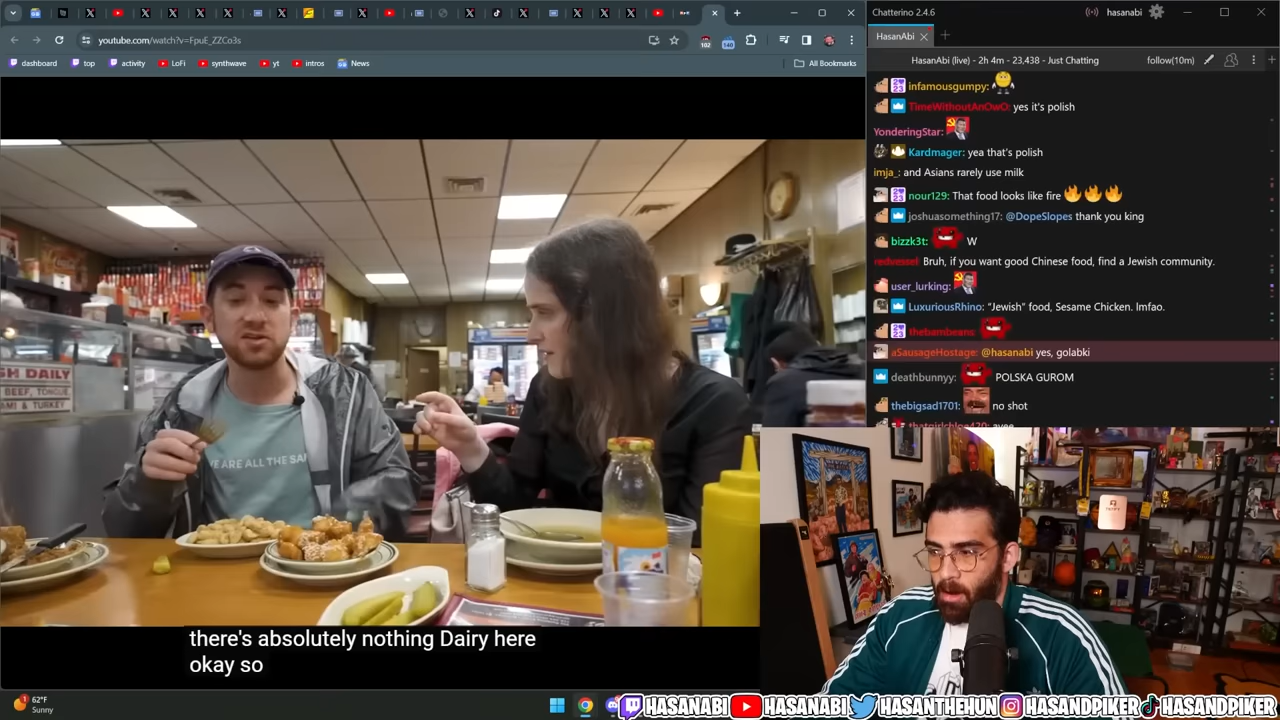 youtube.com/watch?v=FpuE_ZZCo3s
dashboard
top
activity
LoFi
synthwave
yt
intros
News
All Bookmarks
SH DAILY
BEEF, TONGUE,
AMI & TURKEY
WE ARE ALL THE SA
there's absolutely nothing Dairy here
okay so
62°F
Sunny
Chatterino 2.4.6
hasanabi
HasanAbi
HasanAbi (live) - 2h 4m - 23,438 - Just Chatting
follow(10m)
infamousgumpy:
TimeWithoutAnOwO: yes it's polish
YonderingStar:
Kardmager: yea that's polish
imja_: and Asians rarely use milk
nour129: That food looks like fire
joshuasomething17: @DopeSlopes thank you king
bizzk3t: W
redvessel: Bruh, if you want good Chinese food, find a Jewish community.
user_lurking:
LuxuriousRhino: "Jewish" food, Sesame Chicken. lmfao.
thebembeans:
aSausageHostage: @hasanabi yes, golabki
deathbunnyy: POLSKA GUROM
thebigsad1701: no shot
HASANABI
HASANABI
HASANTHEHUN
HASANDPIKER
HASANDPIKER